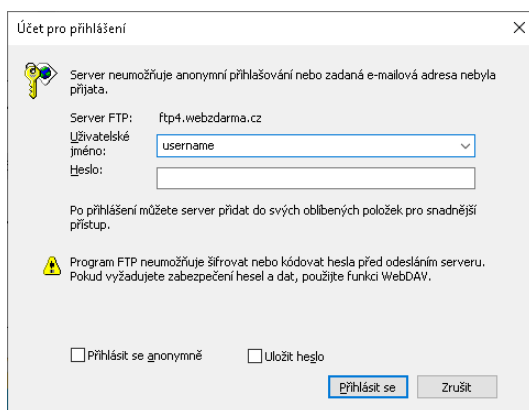 Účet pro přihlášení
Server neumožňuje anonymní přihlašování nebo zadaná e-mailová adresa nebyla
přijata.
Server FTP: ftp4.webzdarma.cz
Uživatelské
jméno: username
Heslo:
Po přihlášení můžete server přidat do svých oblíbených položek pro snadnější
přístup.
Program FTP neumožňuje šifrovat nebo kódovat hesla před odesláním serveru.
Pokud vyžadujete zabezpečení hesel a dat, použijte funkci WebDAV.
Přihlásit se anonymně Uložit heslo
Přihlásit se Zrušit